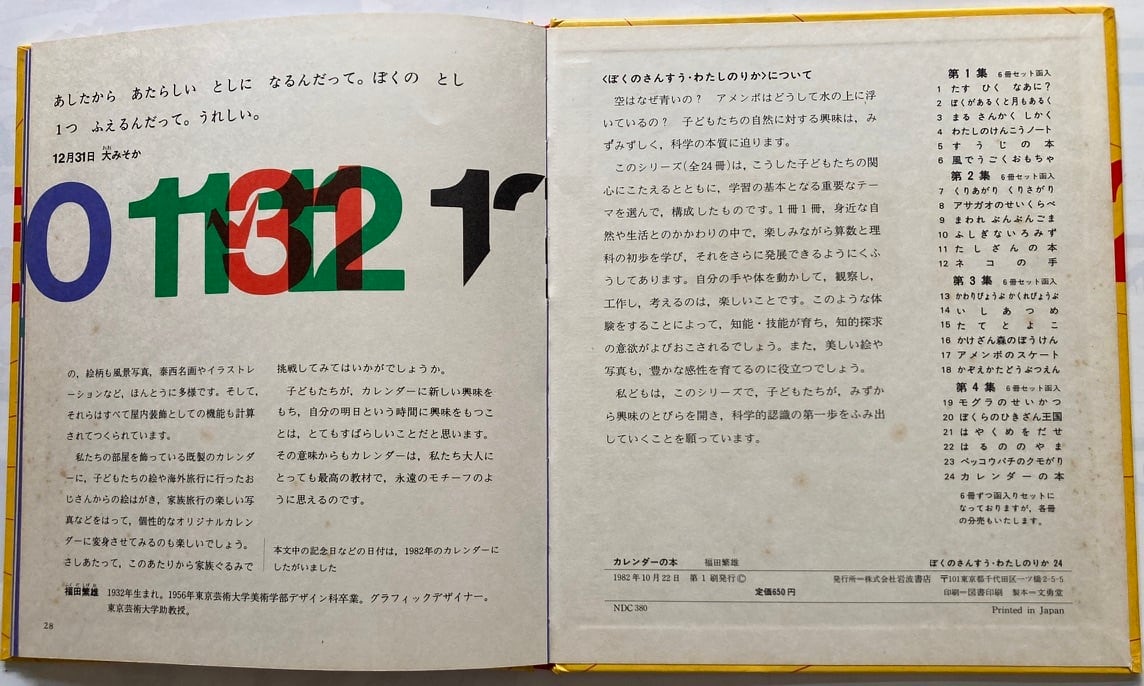 あしたから　あたらしい　としに　なるんだって。ぼくの　とし
1つ　ふえるんだって。うれしい。
12月31日 大みそか
おお
0 11 31 12 1
の，絵柄も風景写真，泰西名画やイラストレ
ーションなど，ほんとうに多様です。そして，
それらはすべて屋内装飾としての機能も計算
されてつくられています。
　私たちの部屋を飾っている既製のカレンダ
ーに，子どもたちの絵や海外旅行に行ったお
じさんからの絵はがき，家族旅行の楽しい写
真などをはって，個性的なオリジナルカレン
ダーに変身させてみるのも楽しいでしょう。
さしあたって，このあたりから家族ぐるみで
挑戦してみてはいかがでしょうか。
　子どもたちが，カレンダーに新しい興味を
もち，自分の明日という時間に興味をもつこ
とは，とてもすばらしいことだと思います。
その意味からもカレンダーは，私たち大人に
とっても最高の教材で，永遠のモチーフのよ
うに思えるのです。
本文中の記念日などの日付は，1982年のカレンダーに
したがいました
ふくだしげお
福田繁雄　1932年生まれ。1956年東京芸術大学美術学部デザイン科卒業。グラフィックデザイナー。
東京芸術大学助教授。
28
〈ぼくのさんすう・わたしのりか〉について
　空はなぜ青いの？　アメンボはどうして水の上に浮
いているの？　子どもたちの自然に対する興味は，み
ずみずしく，科学の本質に迫ります。
　このシリーズ(全24冊)は，こうした子どもたちの関
心にこたえるとともに，学習の基本となる重要なテー
マを選んで，構成したものです。1冊1冊，身近な自
然や生活とのかかわりの中で，楽しみながら算数と理
科の初歩を学び，それをさらに発展できるようにくふ
うしてあります。自分の手や体を動かして，観察し，
工作し，考えるのは，楽しいことです。このような体
験をすることによって，知能・技能が育ち，知的探求
の意欲がよびおこされるでしょう。また，美しい絵や
写真も，豊かな感性を育てるのに役立つでしょう。
　私どもは，このシリーズで，子どもたちが，みずか
ら興味のとびらを開き，科学的認識の第一歩をふみ出
していくことを願っています。
第1集　6冊セット函入
1 たす　ひく　なあに？
2 ぼくがあるくと月もあるく
3 まる　さんかく　しかく
4 わたしのけんこうノート
5 すうじの本
6 風でうごくおもちゃ
第2集　6冊セット函入
7 くりあがり　くりさがり
8 アサガオのせいくらべ
9 まわれ　ぶんぶんごま
10 ふしぎないろみず
11 たしざんの本
12 ネコの手
第3集　6冊セット函入
13 かわりびょうぶ かくれびょうぶ
14 いしあつめ
15 たてとよこ
16 かけざん森のぼうけん
17 アメンボのスケート
18 かぞえかたどうぶつえん
第4集　6冊セット函入
19 モグラのせいかつ
20 ぼくらのひきざん王国
21 はやくめをだせ
22 はるののやま
23 ベッコウバチのクモがり
24 カレンダーの本
6冊ずつ函入りセットに
なっておりますが，各冊
の分売もいたします。
カレンダーの本　福田繁雄　ぼくのさんすう・わたしのりか 24
1982年10月22日　第1刷発行©　発行所＝株式会社岩波書店　〒101東京都千代田区一ツ橋2-5-5
定価650円　印刷＝図書印刷　製本＝文勇堂
NDC 380　Printed in Japan